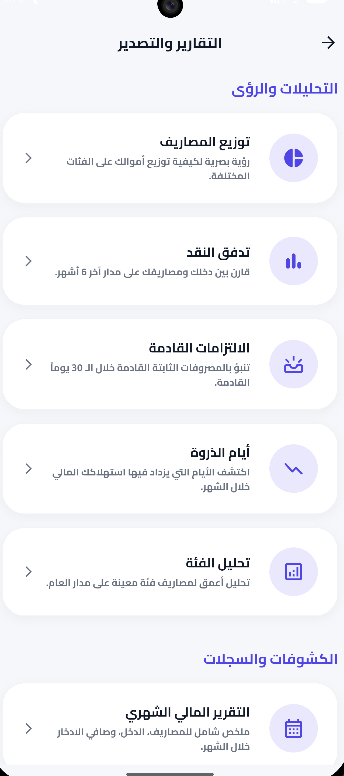 التقارير والتصدير
التحليلات والرؤى
توزيع المصاريف
رؤية بصرية لكيفية توزيع أموالك على الفئات
المختلفة.
تدفق النقد
قارن بين دخلك ومصاريفك على مدار آخر 6 أشهر.
الالتزامات القادمة
تنبؤ بالمصروفات الثابتة القادمة خلال الـ 30 يوماً
القادمة.
أيام الذروة
اكتشف الأيام التي يزداد فيها استهلاكك المالي
خلال الشهر.
تحليل الفئة
تحليل أعمق لمصاريف فئة معينة على مدار العام.
الكشوفات والسجلات
التقرير المالي الشهري
ملخص شامل للمصاريف، الدخل، وصافي الادخار
خلال الشهر.